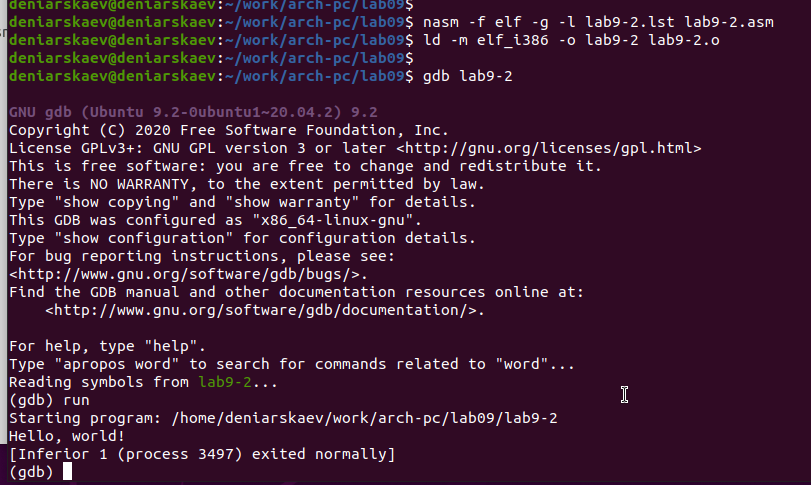 deniarskaev@deniarskaev:~/work/arch-pc/lab09$
deniarskaev@deniarskaev:~/work/arch-pc/lab09$ nasm -f elf -g -l lab9-2.lst lab9-2.asm
deniarskaev@deniarskaev:~/work/arch-pc/lab09$ ld -m elf_i386 -o lab9-2 lab9-2.o
deniarskaev@deniarskaev:~/work/arch-pc/lab09$
deniarskaev@deniarskaev:~/work/arch-pc/lab09$ gdb lab9-2
GNU gdb (Ubuntu 9.2-0ubuntu1~20.04.2) 9.2
Copyright (C) 2020 Free Software Foundation, Inc.
License GPLv3+: GNU GPL version 3 or later <http://gnu.org/licenses/gpl.html>
This is free software: you are free to change and redistribute it.
There is NO WARRANTY, to the extent permitted by law.
Type "show copying" and "show warranty" for details.
This GDB was configured as "x86_64-linux-gnu".
Type "show configuration" for configuration details.
For bug reporting instructions, please see:
<http://www.gnu.org/software/gdb/bugs/>.
Find the GDB manual and other documentation resources online at:
    <http://www.gnu.org/software/gdb/documentation/>.
For help, type "help".
Type "apropos word" to search for commands related to "word"...
Reading symbols from lab9-2...
(gdb) run
Starting program: /home/deniarskaev/work/arch-pc/lab09/lab9-2
Hello, world!
[Inferior 1 (process 3497) exited normally]
(gdb)